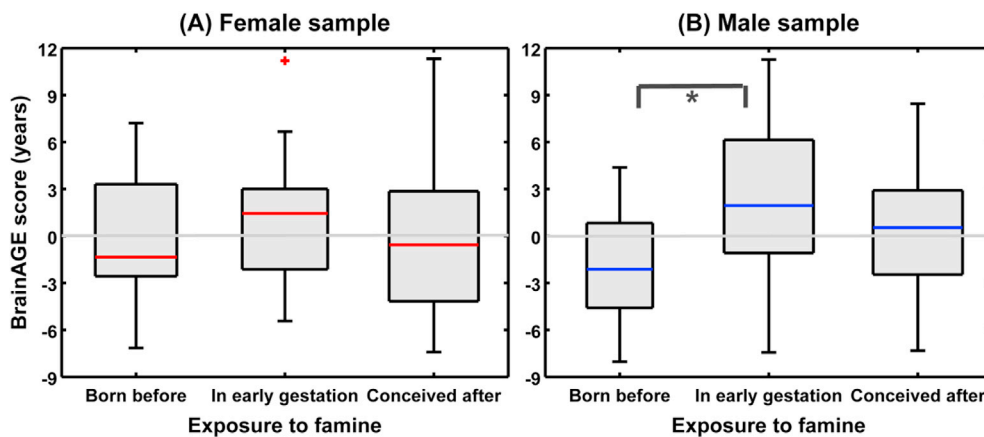 (A) Female sample
(B) Male sample
BrainAGE score (years)
12
9
6
3
0
-3
-6
-9
Born before In early gestation Conceived after
Exposure to famine
12
9
6
3
0
-3
-6
-9
*
Born before In early gestation Conceived after
Exposure to famine